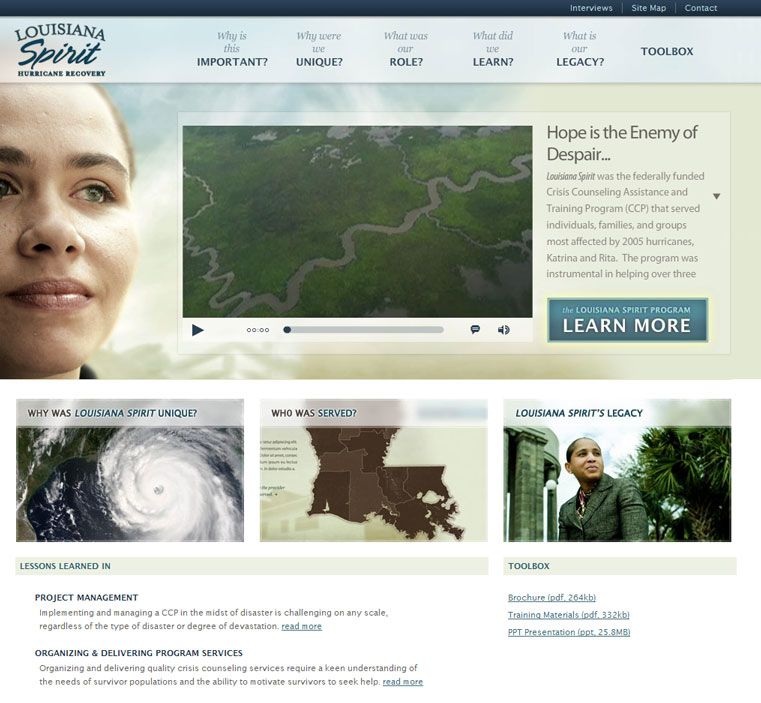 Interviews
Site Map
Contact
LOUISIANA
Spirit
HURRICANE RECOVERY
Why is
this
IMPORTANT?
Why were
we
UNIQUE?
What was
our
ROLE?
What did
we
LEARN?
What is
our
LEGACY?
TOOLBOX
Hope is the Enemy of
Despair...
Louisiana Spirit was the federally funded
Crisis Counseling Assistance and
Training Program (CCP) that served
individuals, families, and groups
most affected by 2005 hurricanes,
Katrina and Rita. The program was
instrumental in helping over three
00:00
the LOUISIANA SPIRIT PROGRAM
LEARN MORE
WHY WAS LOUISIANA SPIRIT UNIQUE?
WHO WAS SERVED?
LOUISIANA SPIRIT'S LEGACY
LESSONS LEARNED IN
PROJECT MANAGEMENT
Implementing and managing a CCP in the midst of disaster is challenging on any scale,
regardless of the type of disaster or degree of devastation. read more
ORGANIZING & DELIVERING PROGRAM SERVICES
Organizing and delivering quality crisis counseling services require a keen understanding of
the needs of survivor populations and the ability to motivate survivors to seek help. read more
TOOLBOX
Brochure (pdf, 264kb)
Training Materials (pdf, 332kb)
PPT Presentation (ppt, 25.8MB)